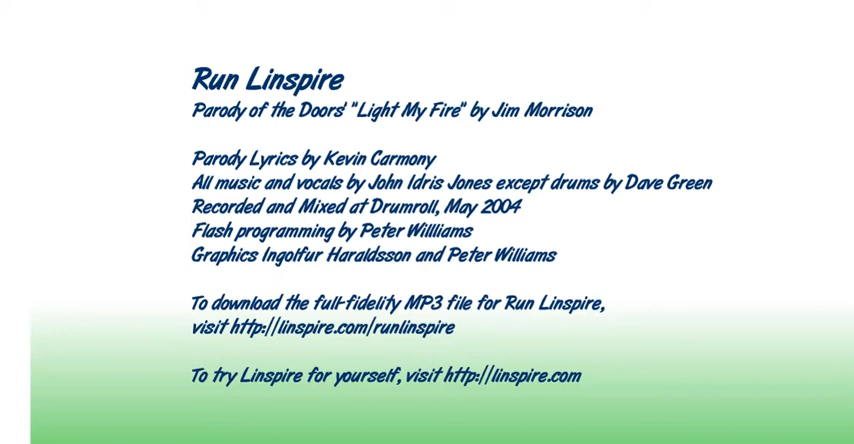 Run Linspire
Parody of the Doors' "Light My Fire" by Jim Morrison
Parody Lyrics by Kevin Carmony
All music and vocals by John Idris Jones except drums by Dave Green
Recorded and Mixed at Drumroll, May 2004
Flash programming by Peter Willliams
Graphics Ingolfur Haraldsson and Peter Williams
To download the full-fidelity MP3 file for Run Linspire,
visit http://linspire.com/runlinspire
To try Linspire for yourself, visit http://linspire.com